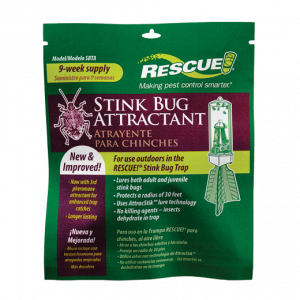 Model/Modelo SBTA
9-week supply
Suministro para 9 semanas
RESCUE!
Making pest control smarter.
STINK BUG
ATTRACTANT
ATRAYENTE
PARA CHINCHES
New &
Improved!
• Now with 3rd
pheromone
attractant for
enhanced trap
catches
• Longer lasting
¡Nueva y
Mejorada!
For use outdoors in the
RESCUE! Stink Bug Trap
• Lures both adult and juvenile
stink bugs
• Protects a radius of 30 feet
• Uses AttraxStik™ lure technology
• No killing agents – insects
dehydrate in trap
Para uso en la Trampa RESCUE!
para
chinches, al aire libre